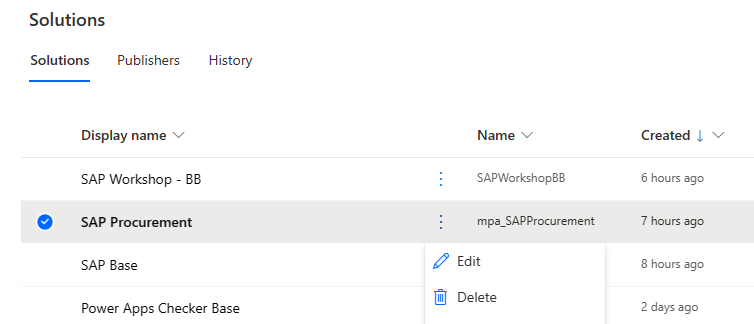 Solutions
Solutions Publishers History
Display name Name Created
SAP Workshop - BB SAPWorkshopBB 6 hours ago
SAP Procurement mpa_SAPProcurement 7 hours ago
SAP Base 8 hours ago
Edit
Delete
Power Apps Checker Base 2 days ago